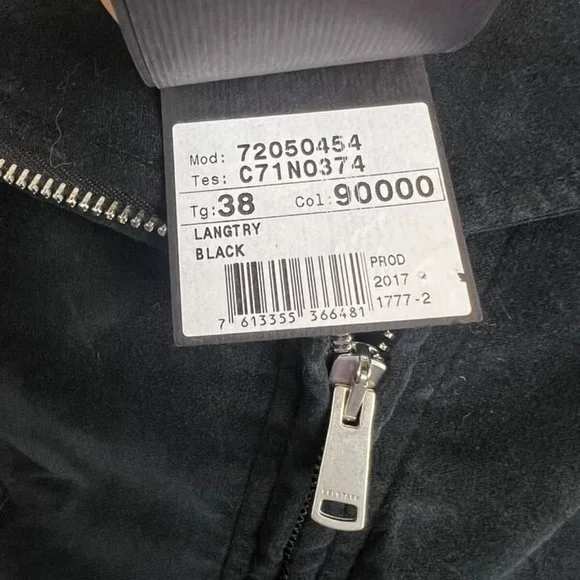 Mod: 72050454
Tes: C71N0374
Tg: 38 Col: 90000
LANGTRY
BLACK
PROD
2017
1777-2
7 613355 366481